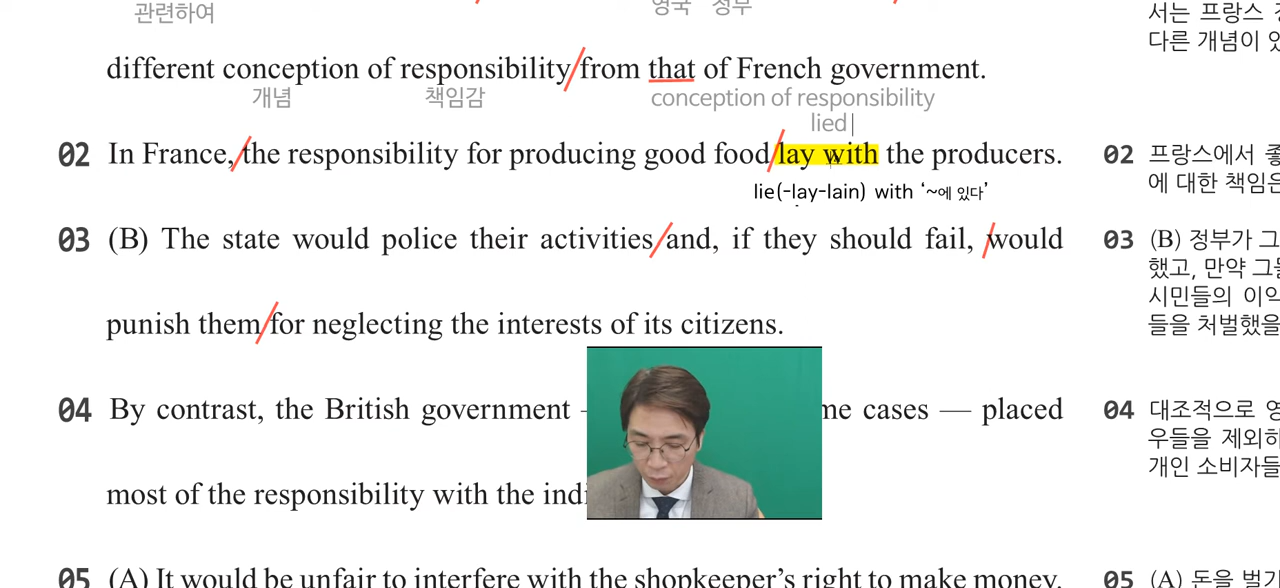 관련하여
영국 정부
different conception of responsibility/from that of French government.
개념 책임감 conception of responsibility
lied
02 In France, the responsibility for producing good food/lay with the producers.
lie(-lay-lain) with ‘~에 있다’
03 (B) The state would police their activities/and, if they should fail, would
punish them/for neglecting the interests of its citizens.
04 By contrast, the British government — me cases — placed
most of the responsibility with the indi
05 (A) It would be unfair to interfere with the shopkeeper’s right to make money.
서는 프랑스
다른 개념이
02 프랑스에서
에 대한 책임은
03 (B) 정부가 그
했고, 만약 그들
시민들의 이익
들을 처벌했을
04 대조적으로 영
우들을 제외하
개인 소비자들
05 (A) 돈을 벌기